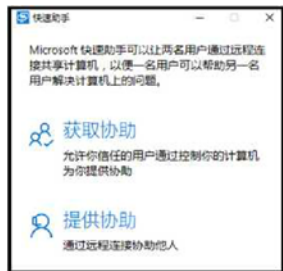 快速助手
Microsoft 快速助手可以让两名用户通过远程连
接共享计算机，以便一名用户可以帮助另一名
用户解决计算机上的问题。
获取协助
允许你信任的用户通过控制你的计算机
为你提供协助
提供协助
通过远程连接协助他人